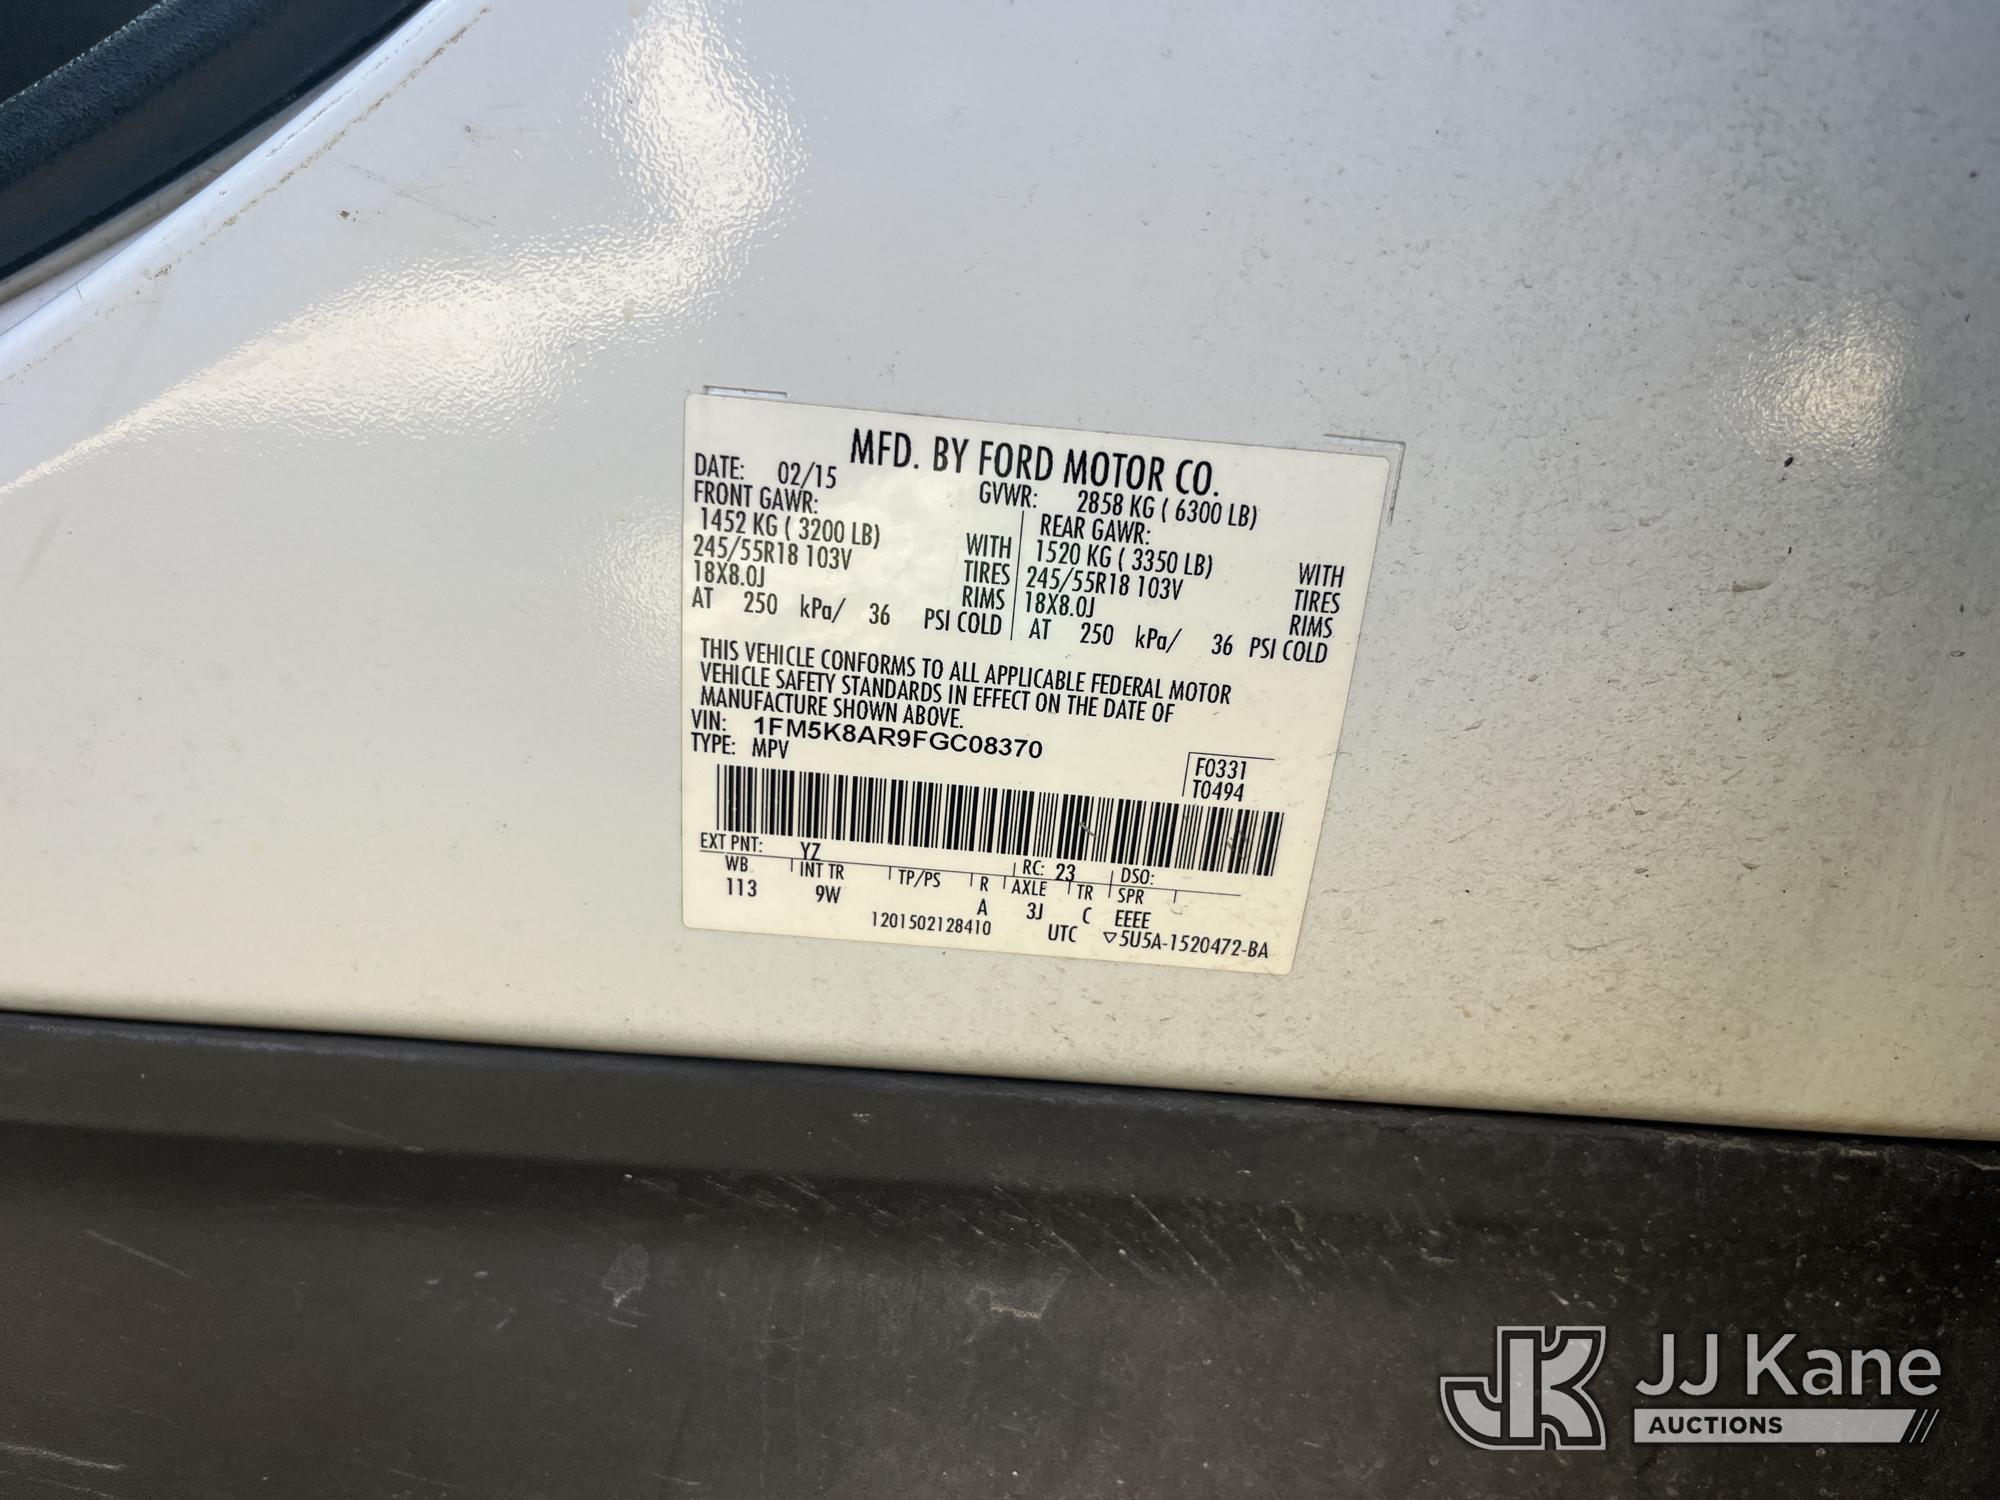 MFD. BY FORD MOTOR CO.
DATE: 02/15 GVWR: 2858 KG ( 6300 LB)
FRONT GAWR: REAR GAWR:
1452 KG ( 3200 LB) WITH 1520 KG ( 3350 LB) WITH
245/55R18 103V TIRES 245/55R18 103V TIRES
18X8.0J RIMS 18X8.0J RIMS
AT 250 kPa/ 36 PSI COLD AT 250 kPa/ 36 PSI COLD
THIS VEHICLE CONFORMS TO ALL APPLICABLE FEDERAL MOTOR
VEHICLE SAFETY STANDARDS IN EFFECT ON THE DATE OF
MANUFACTURE SHOWN ABOVE.
VIN: 1FM5K8AR9FGC08370
TYPE: MPV
F0331
T0494
EXT PNT: YZ RC: 23 DSO:
WB INT TR TP/PS R AXLE TR SPR
113 9W A 3J C EEEE
1201502128410 UTC ▽5U5A-1520472-BA
JK JJ Kane
AUCTIONS